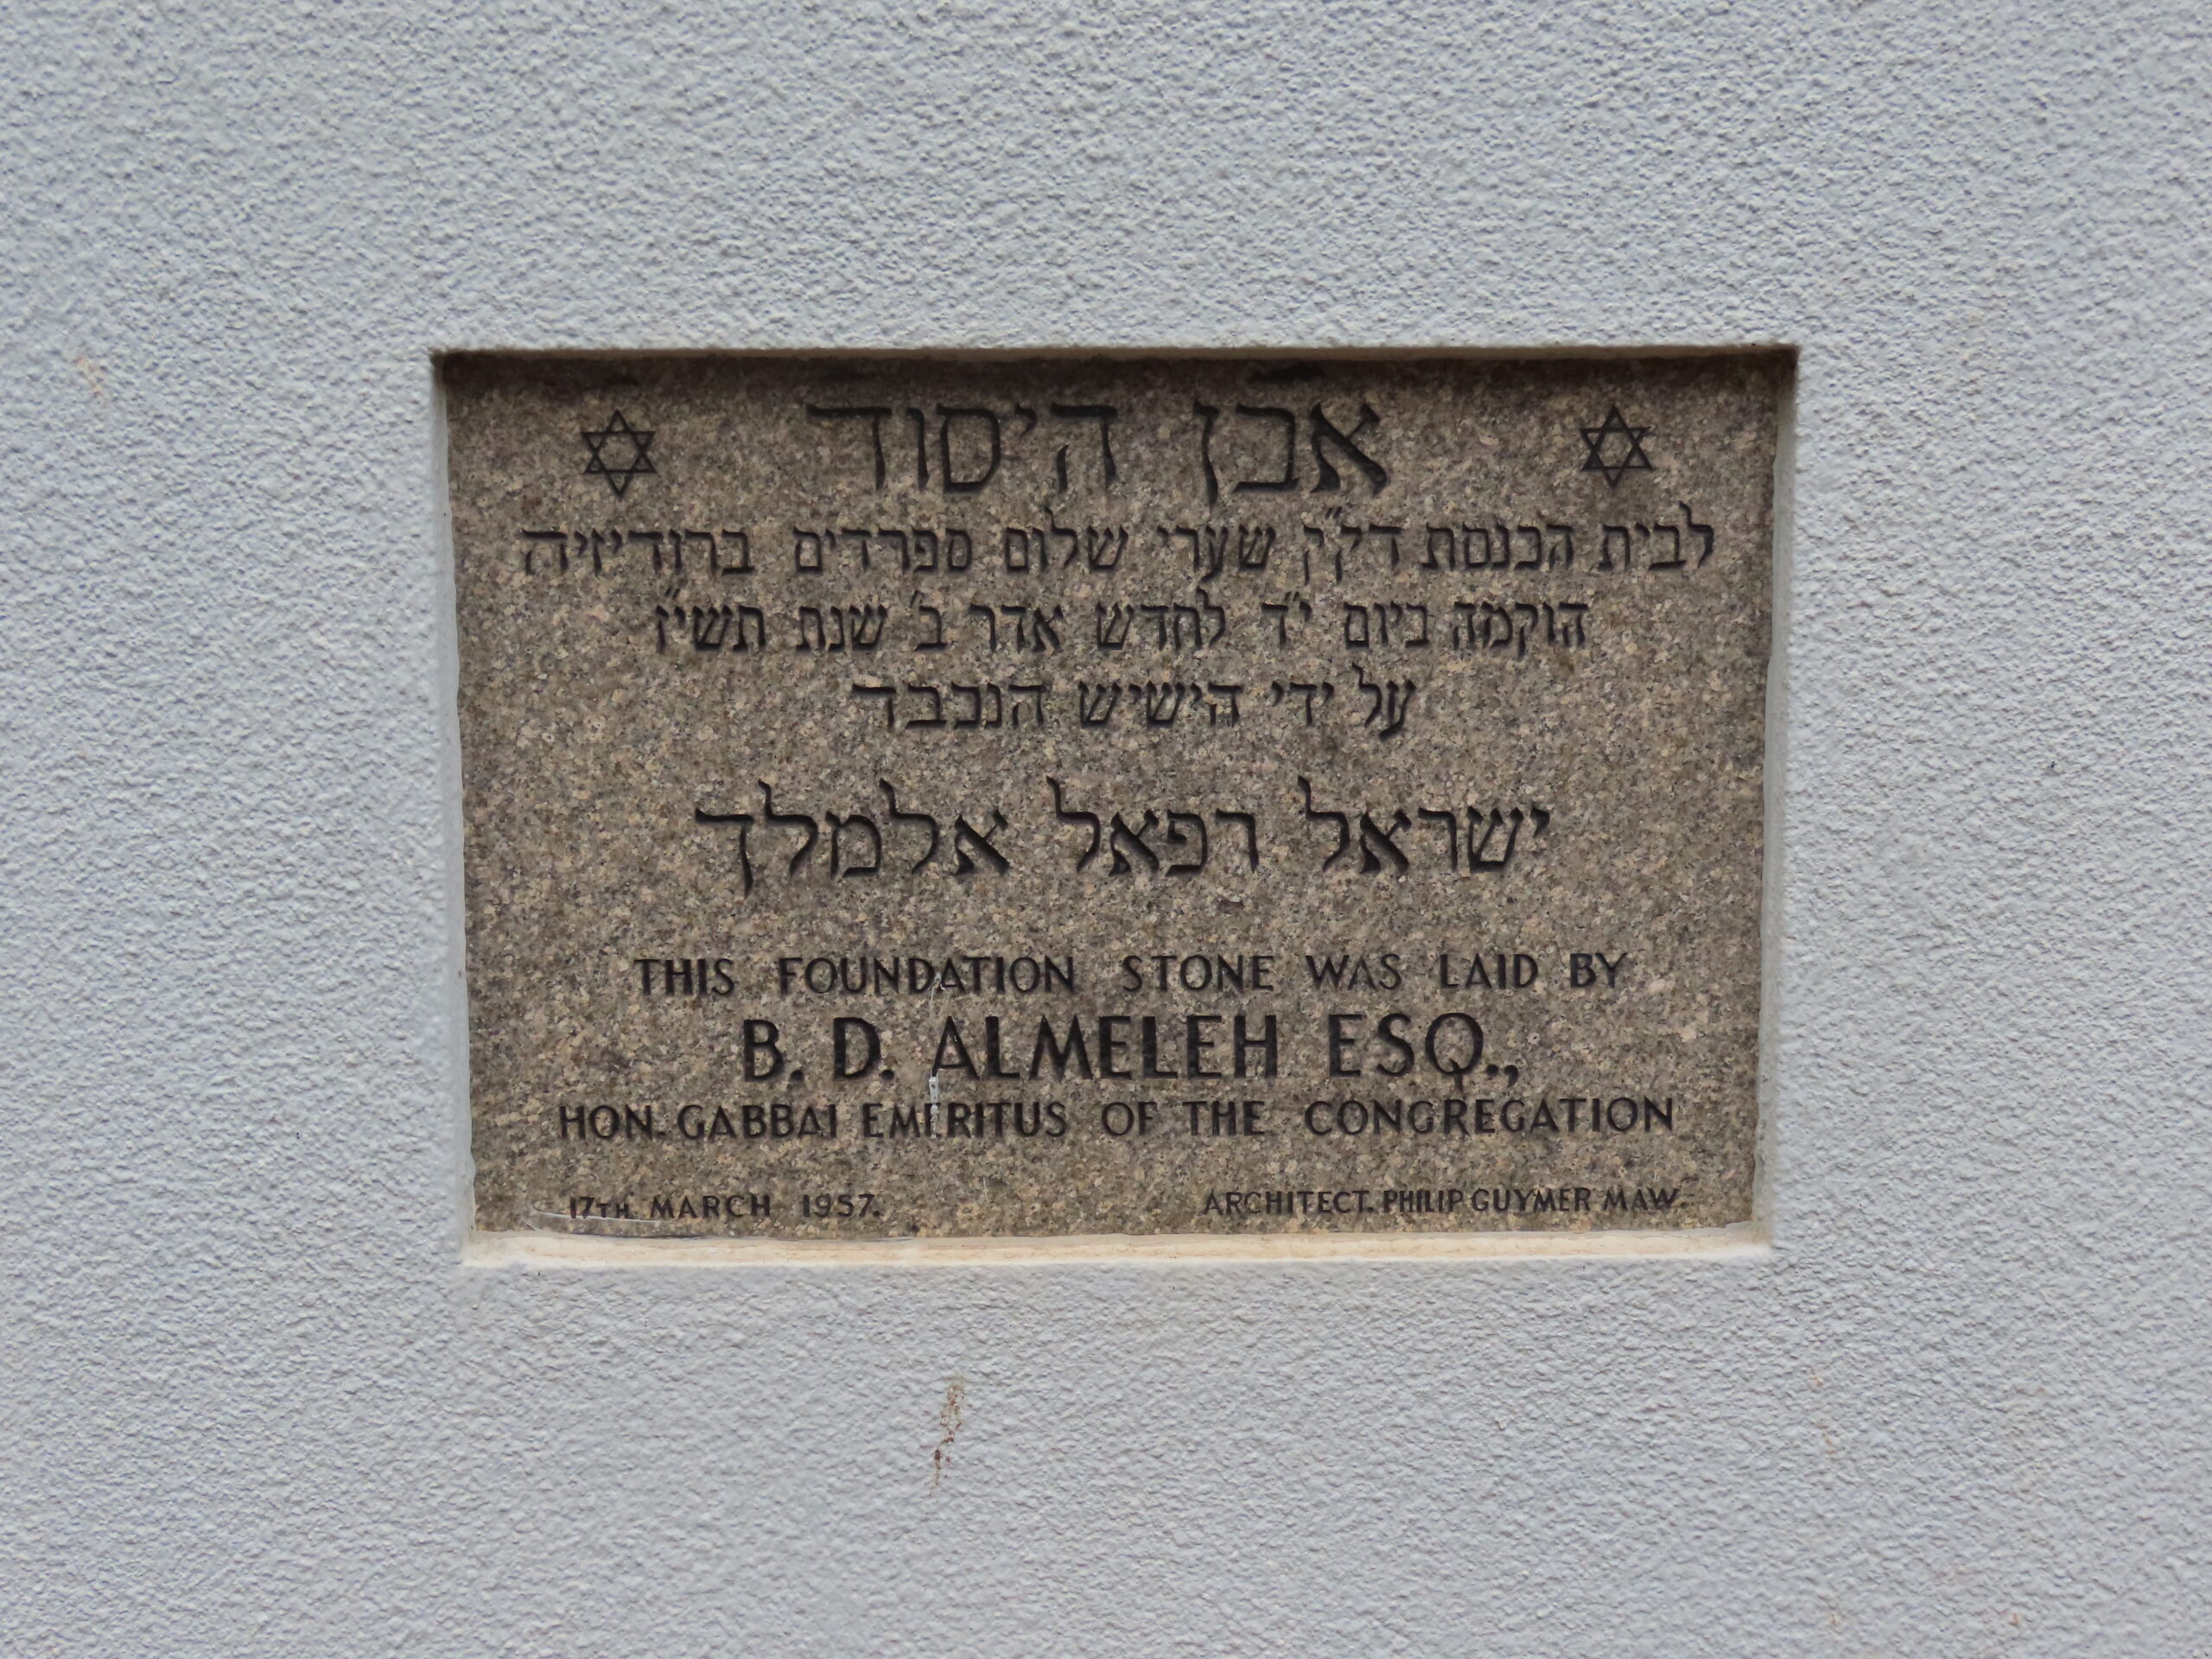 אבן היסוד
לבית הכנסת דק"ק שערי שלום ספרדים ברודיזיה
הוקמה ביום י"ד לחדש אדר ב' שנת תשי"ז
על ידי הישיש הנכבד
ישראל רפאל אלמלך
THIS FOUNDATION STONE WAS LAID BY
B. D. ALMELEH ESQ.,
HON. GABBAI EMERITUS OF THE CONGREGATION
17TH MARCH 1957. ARCHITECT. PHILIP GUYMER MAW.